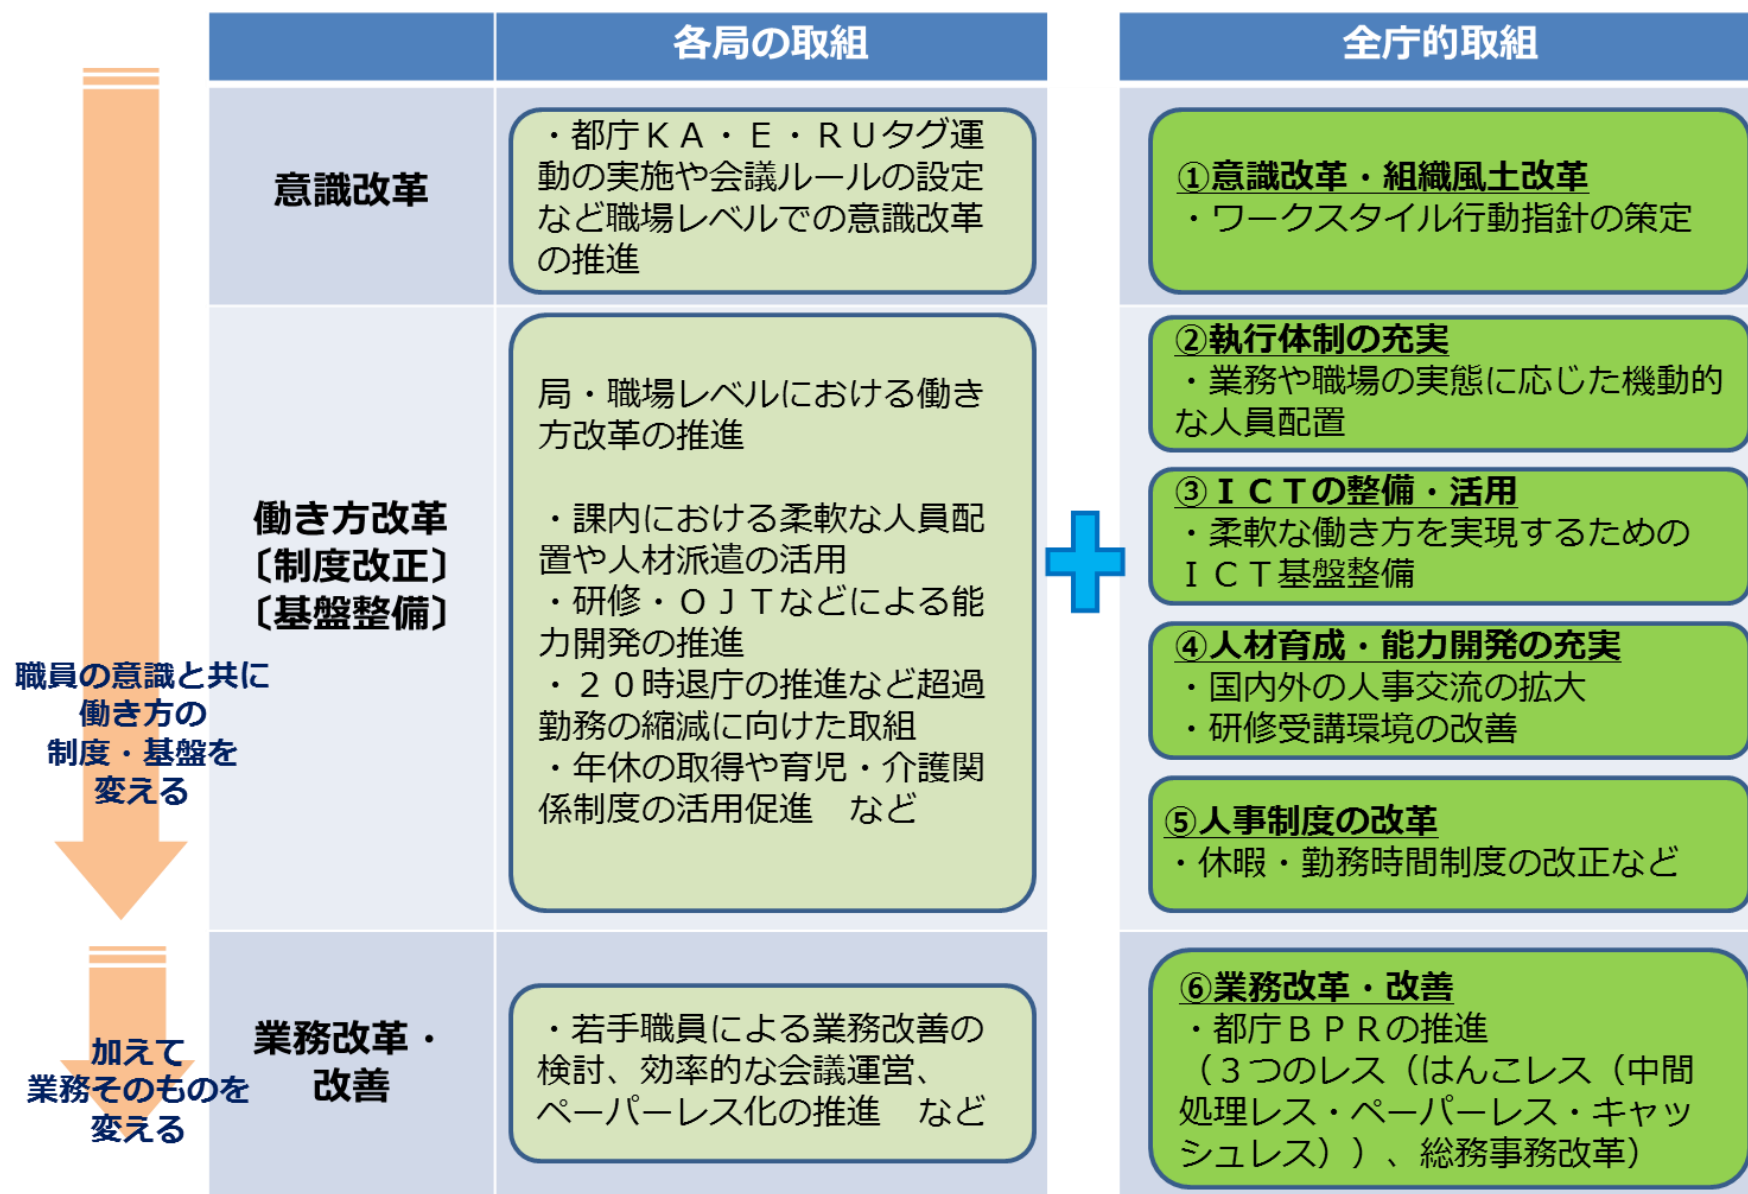 各局の取組
全庁的取組
意識改革
・都庁ＫＡ・Ｅ・ＲＵタグ運
動の実施や会議ルールの設定
など職場レベルでの意識改革
の推進
①意識改革・組織風土改革
・ワークスタイル行動指針の策定
働き方改革
〔制度改正〕
〔基盤整備〕
局・職場レベルにおける働き
方改革の推進
・課内における柔軟な人員配
置や人材派遣の活用
・研修・ＯＪＴなどによる能
力開発の推進
・２０時退庁の推進など超過
勤務の縮減に向けた取組
・年休の取得や育児・介護関
係制度の活用促進　など
②執行体制の充実
・業務や職場の実態に応じた機動的
な人員配置
③ＩＣＴの整備・活用
・柔軟な働き方を実現するための
ＩＣＴ基盤整備
④人材育成・能力開発の充実
・国内外の人事交流の拡大
・研修受講環境の改善
⑤人事制度の改革
・休暇・勤務時間制度の改正など
職員の意識と共に
働き方の
制度・基盤を
変える
業務改革・
改善
・若手職員による業務改善の
検討、効率的な会議運営、
ペーパーレス化の推進　など
⑥業務改革・改善
・都庁ＢＰＲの推進
（３つのレス（はんこレス（中間
処理レス・ペーパーレス・キャッ
シュレス））、総務事務改革）
加えて
業務そのものを
変える